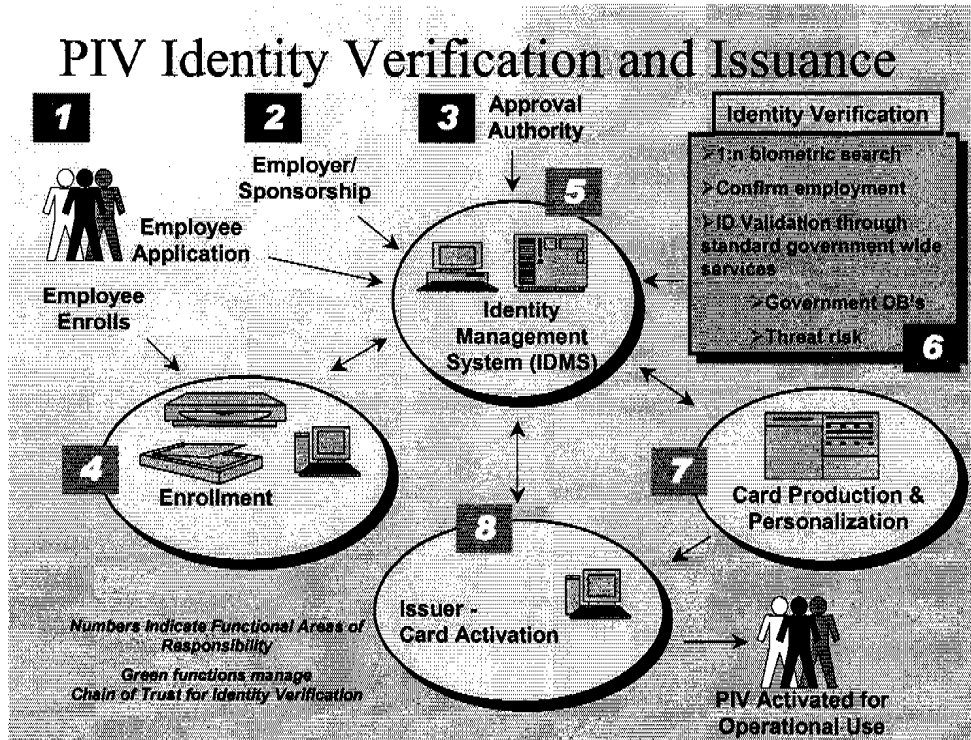 PIV Identity Verification and Issuance
1
2
3
Approval
Authority
Identity Verification
Employer/
Sponsorship
5
➢1:n biometric search
➢Confirm employment
➢ID Validation through
standard government wide
services
➢Government DB's
➢Threat risk
6
Employee
Application
Employee
Enrolls
Identity
Management
System (IDMS)
4
Enrollment
7
Card Production &
Personalization
8
Issuer -
Card Activation
Numbers Indicate Functional Areas of
Responsibility
Green functions manage
Chain of Trust for Identity Verification
PIV Activated for
Operational Use